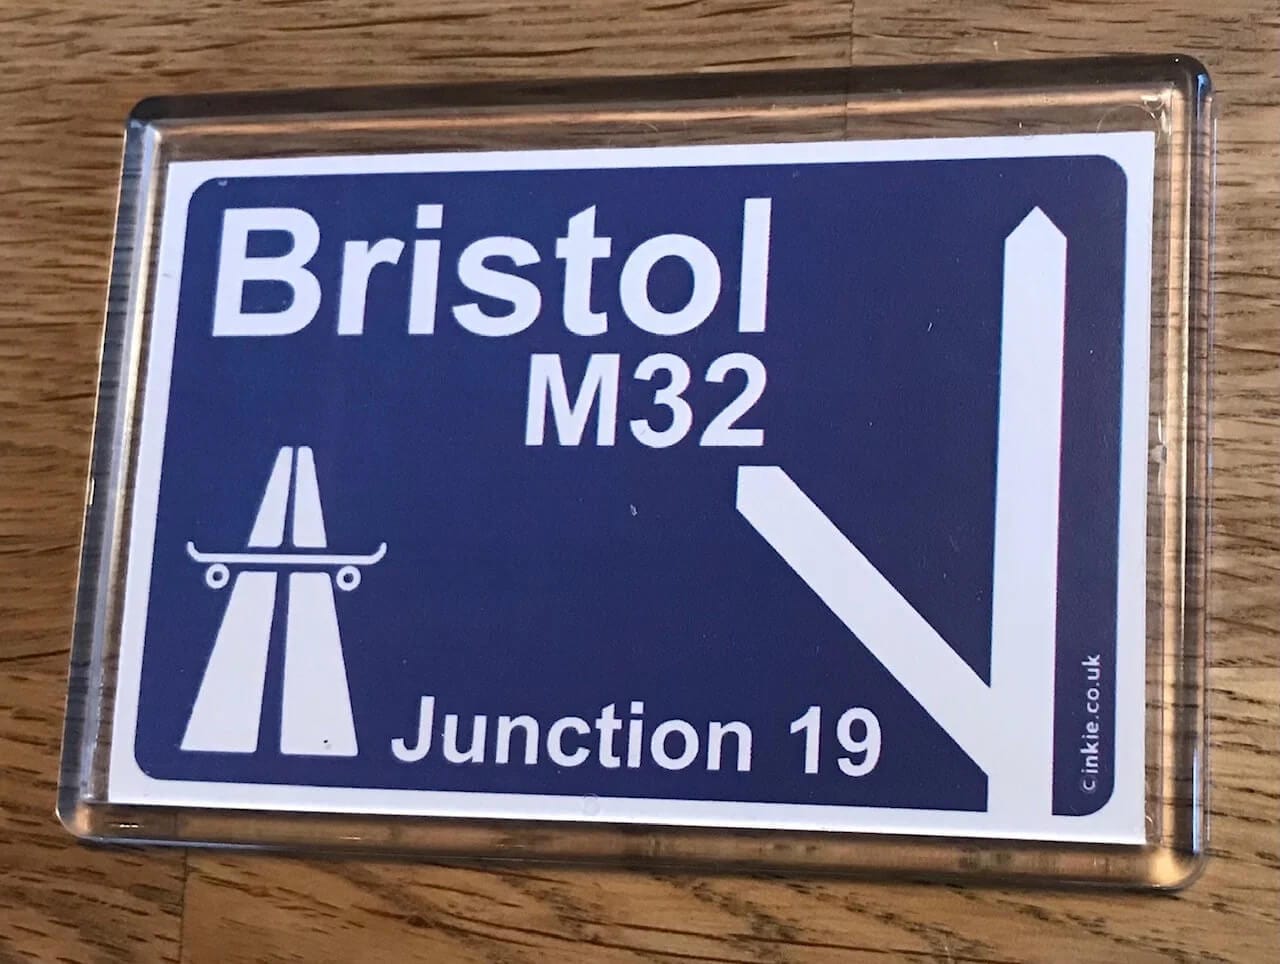 Bristol
M32
Junction 19
© inkie.co.uk